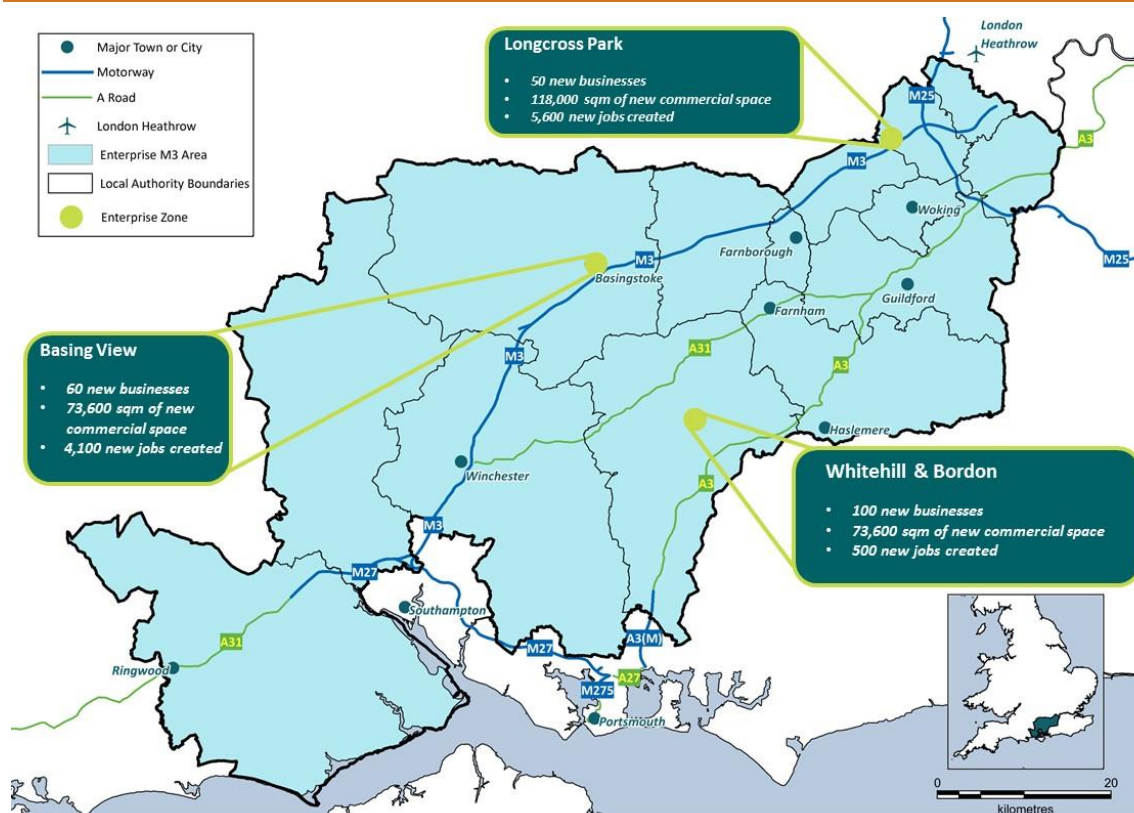 Major Town or City
Motorway
A Road
London Heathrow
Enterprise M3 Area
Local Authority Boundaries
Enterprise Zone
Longcross Park
• 50 new businesses
• 118,000 sqm of new commercial space
• 5,600 new jobs created
London
Heathrow
M25
A3
M3
Woking
Farnborough
M3
Basingstoke
M25
Guildford
Farnham
Basing View
• 60 new businesses
• 73,600 sqm of new
commercial space
• 4,100 new jobs created
M3
A31
A3
Haslemere
Winchester
A3
Whitehill & Bordon
• 100 new businesses
• 73,600 sqm of new commercial space
• 500 new jobs created
M3
M27
Southampton
A31
M27
A3(M)
Ringwood
A27
M275
Portsmouth
0
20
kilometres